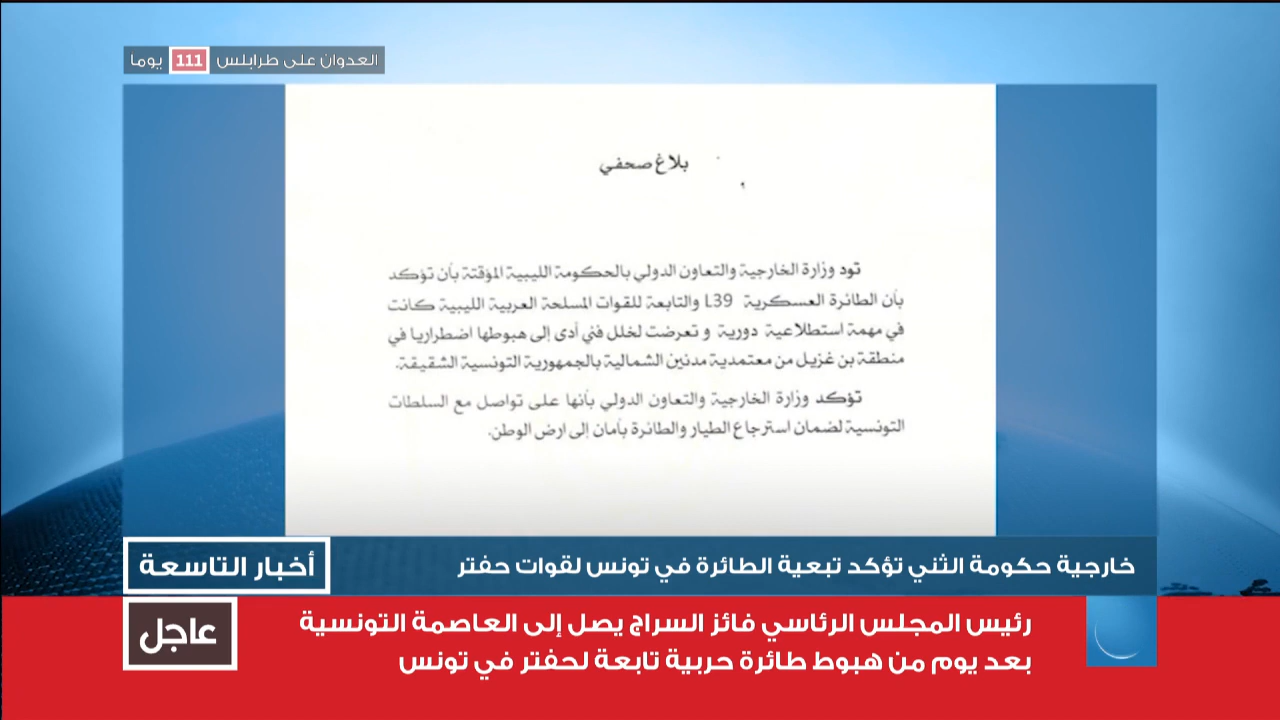 العدوان على طرابلس 111 يوما
بلاغ صحفي
تود وزارة الخارجية والتعاون الدولي بالحكومة الليبية المؤقتة بأن تؤكد
بأن الطائرة العسكرية L39 والتابعة للقوات المسلحة العربية الليبية كانت
في مهمة استطلاعية دورية و تعرضت لخلل فني أدى إلى هبوطها اضطراريا في
منطقة بن غزيل من معتمدية مدنين الشمالية بالجمهورية التونسية الشقيقة.
تؤكد وزارة الخارجية والتعاون الدولي بأنها على تواصل مع السلطات
التونسية لضمان استرجاع الطيار والطائرة بأمان إلى ارض الوطن.
خارجية حكومة الثني تؤكد تبعية الطائرة في تونس لقوات حفتر
أخبار التاسعة
رئيس المجلس الرئاسي فائز السراج يصل إلى العاصمة التونسية
بعد يوم من هبوط طائرة حربية تابعة لحفتر في تونس
عاجل